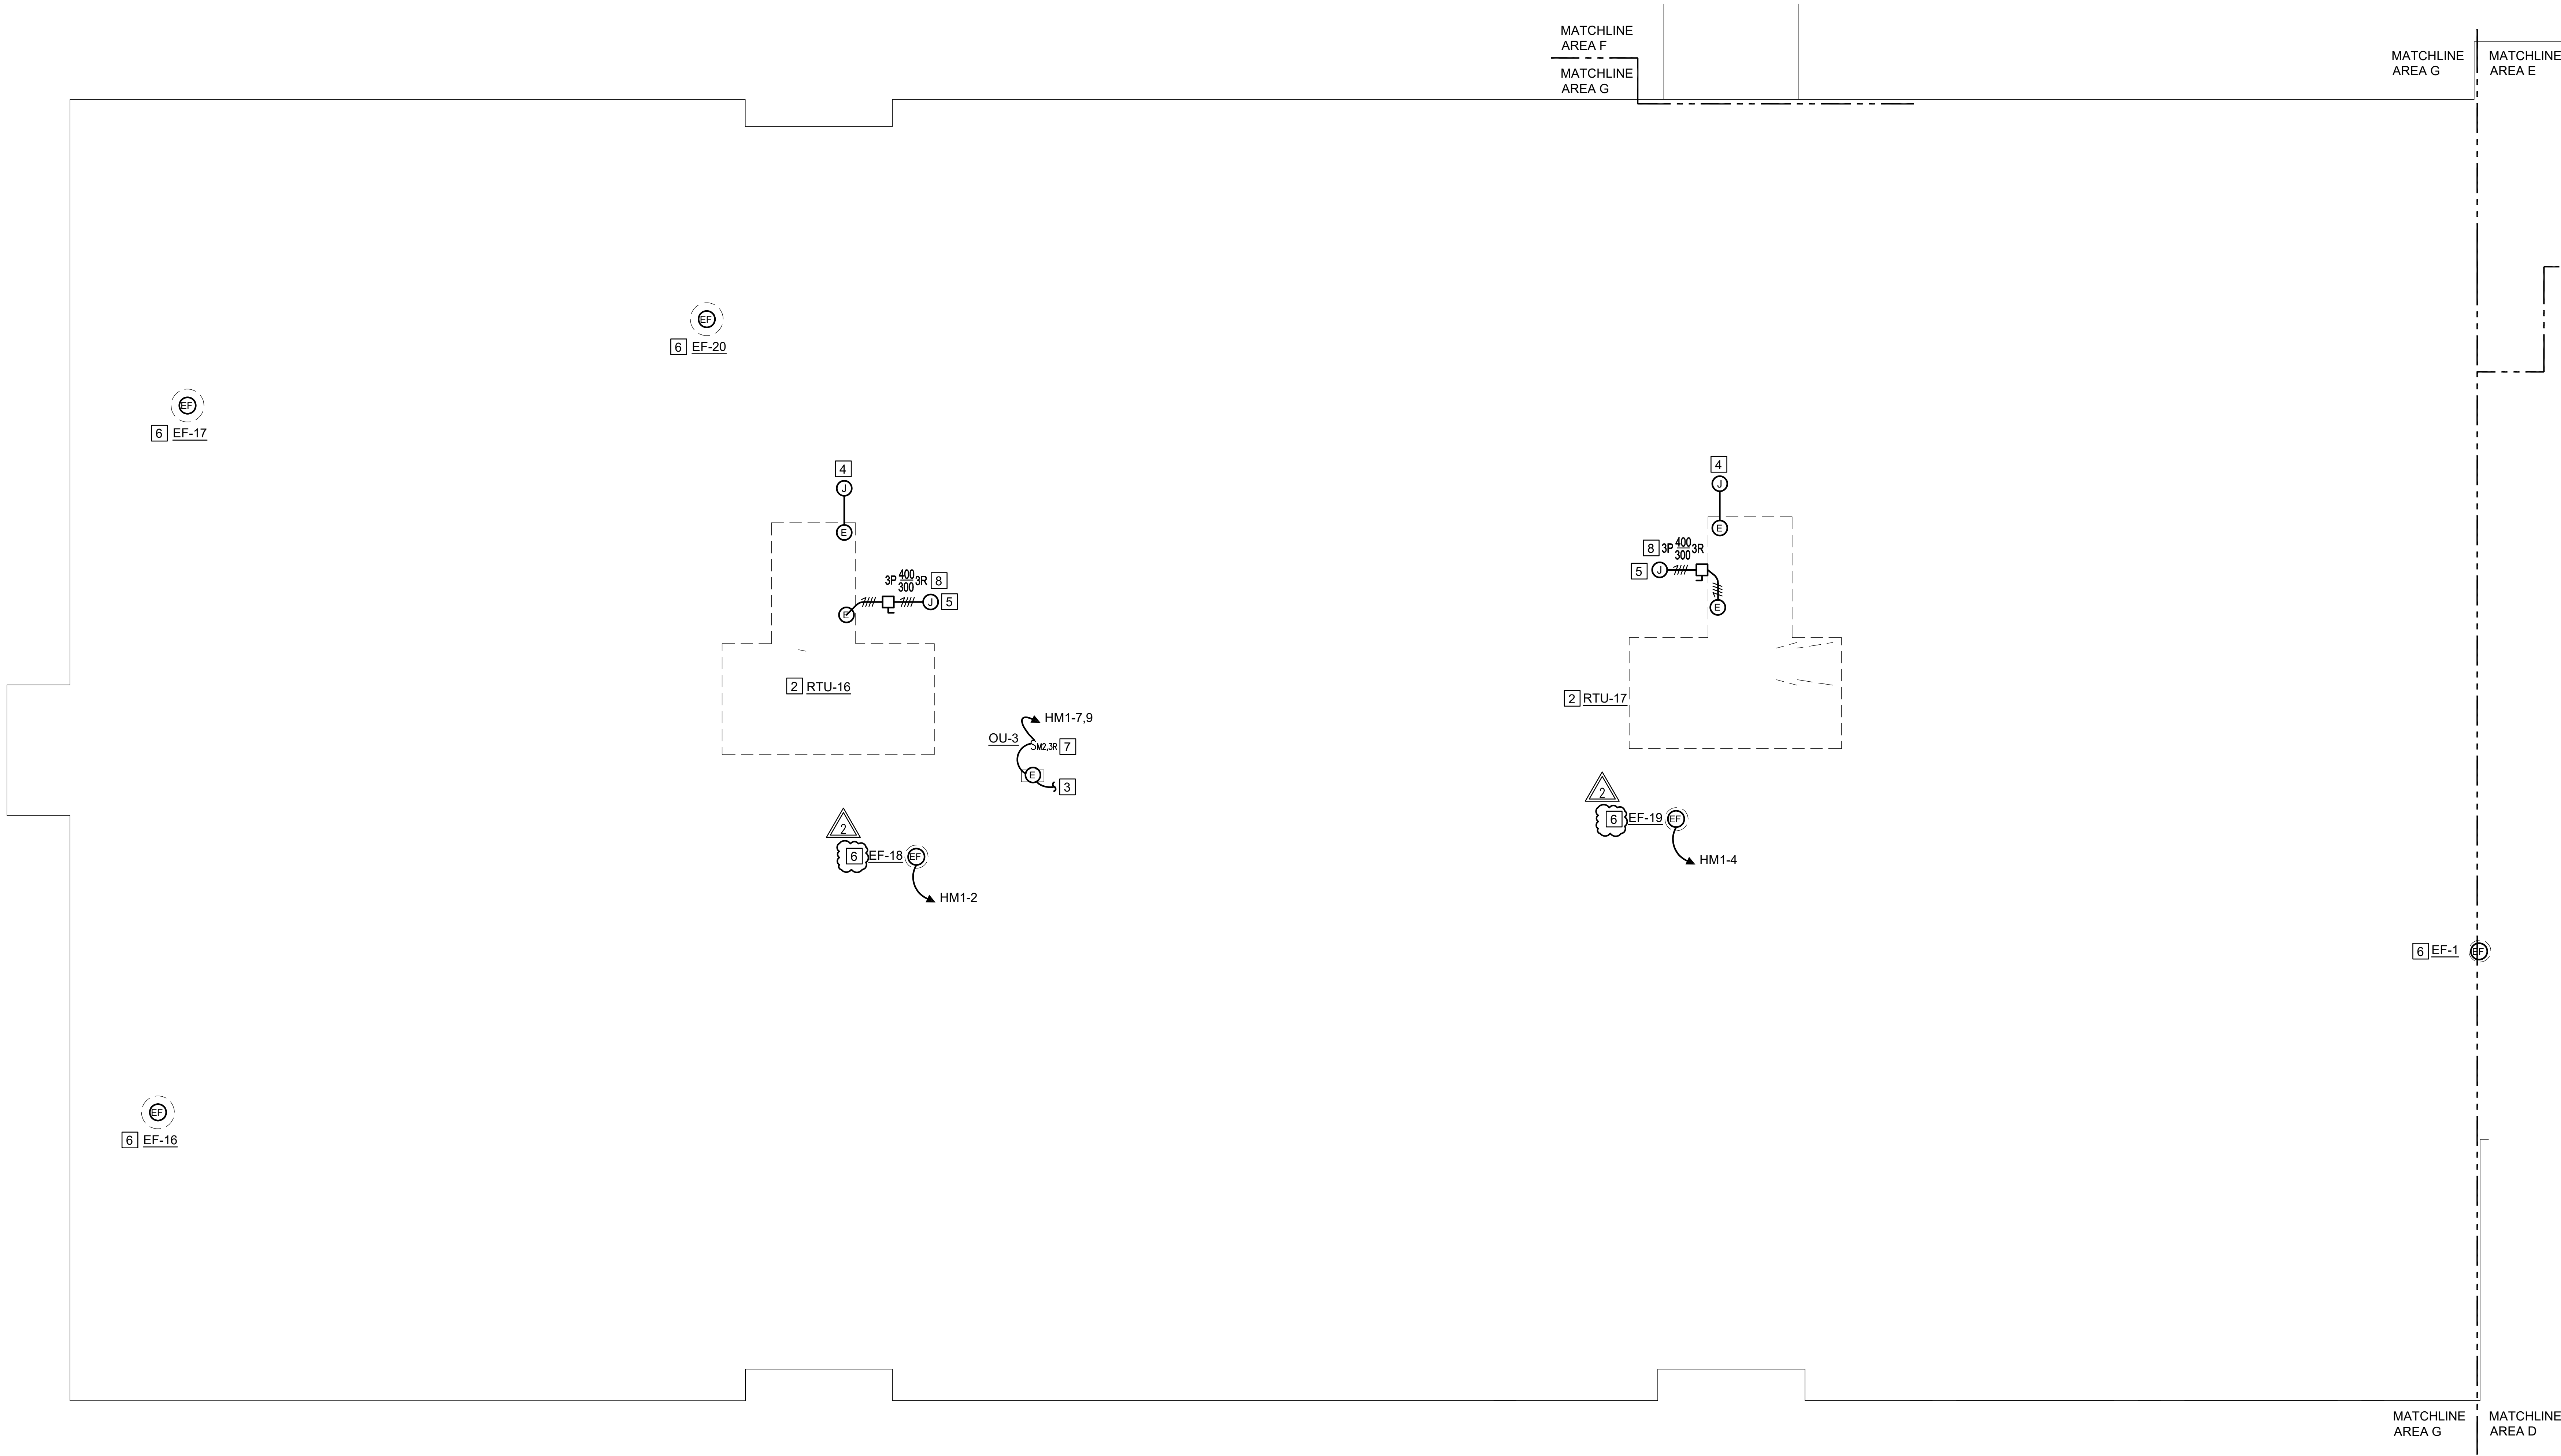 MATCHLINE
AREA F
MATCHLINE
AREA G
MATCHLINE
AREA G
MATCHLINE
AREA E
EF
6 EF-20
EF
6 EF-17
4
J
E
3P 400/300 3R 8
E
J 5
2 RTU-16
4
J
E
8 3P 400/300 3R
5 J
E
2 RTU-17
HM1-7,9
OU-3
SM2,3R 7
E
3
2
6 EF-18 EF
HM1-2
2
6 EF-19 EF
HM1-4
6 EF-1 EF
EF
6 EF-16
MATCHLINE
AREA G
MATCHLINE
AREA D